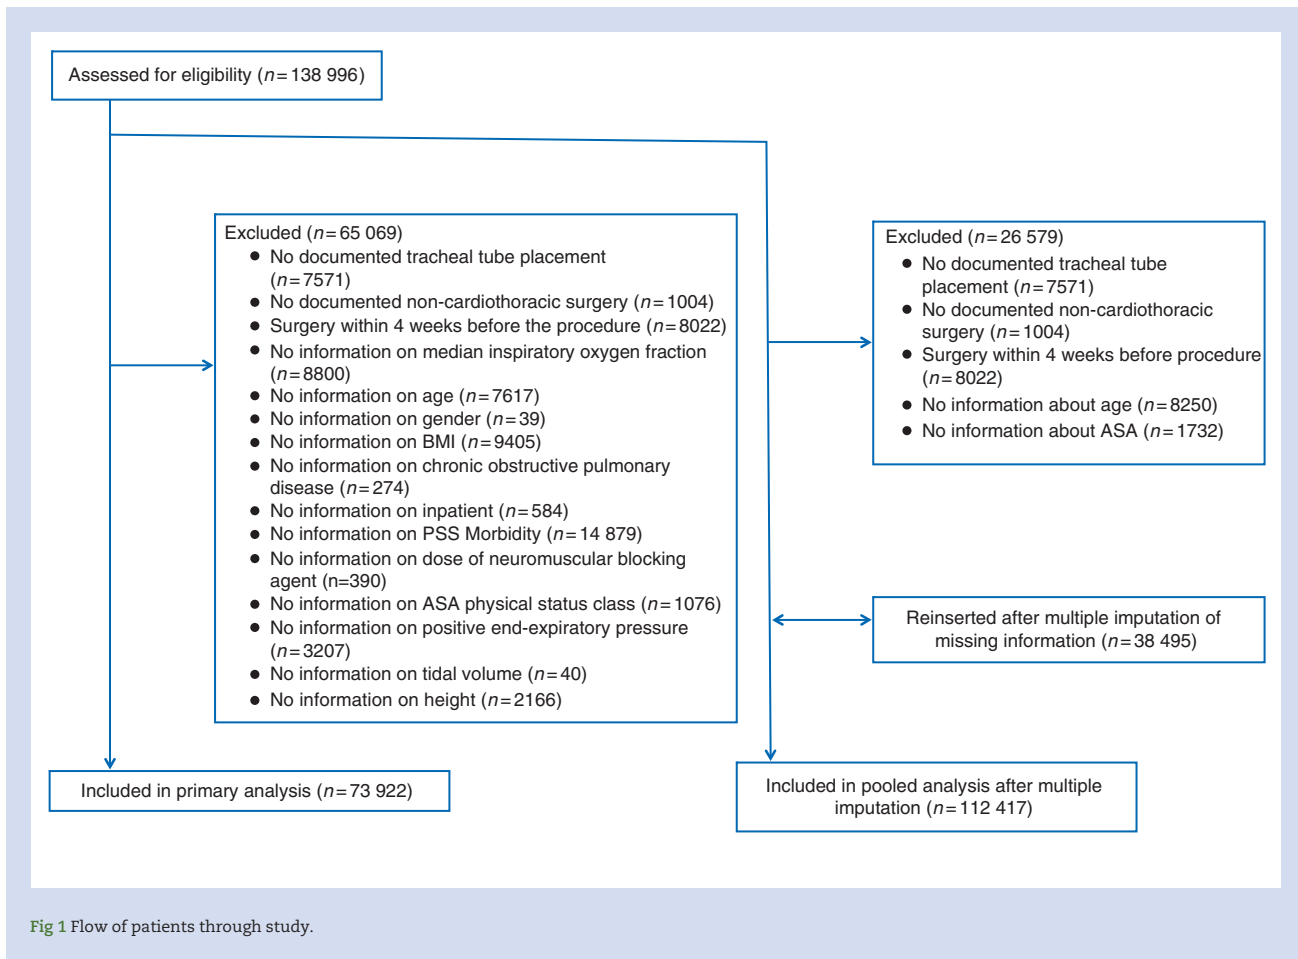 Assessed for eligibility (n=138 996)
Excluded (n=65 069)
● No documented tracheal tube placement
(n=7571)
● No documented non-cardiothoracic surgery (n=1004)
● Surgery within 4 weeks before the procedure (n=8022)
● No information on median inspiratory oxygen fraction
(n=8800)
● No information on age (n=7617)
● No information on gender (n=39)
● No information on BMI (n=9405)
● No information on chronic obstructive pulmonary
disease (n=274)
● No information on inpatient (n=584)
● No information on PSS Morbidity (n=14 879)
● No information on dose of neuromuscular blocking
agent (n=390)
● No information on ASA physical status class (n=1076)
● No information on positive end-expiratory pressure
(n=3207)
● No information on tidal volume (n=40)
● No information on height (n=2166)
Excluded (n=26 579)
● No documented tracheal tube
placement (n=7571)
● No documented non-cardiothoracic
surgery (n=1004)
● Surgery within 4 weeks before procedure
(n=8022)
● No information about age (n=8250)
● No information about ASA (n=1732)
Reinserted after multiple imputation of
missing information (n=38 495)
Included in primary analysis (n=73 922)
Included in pooled analysis after multiple
imputation (n=112 417)
Fig 1 Flow of patients through study.